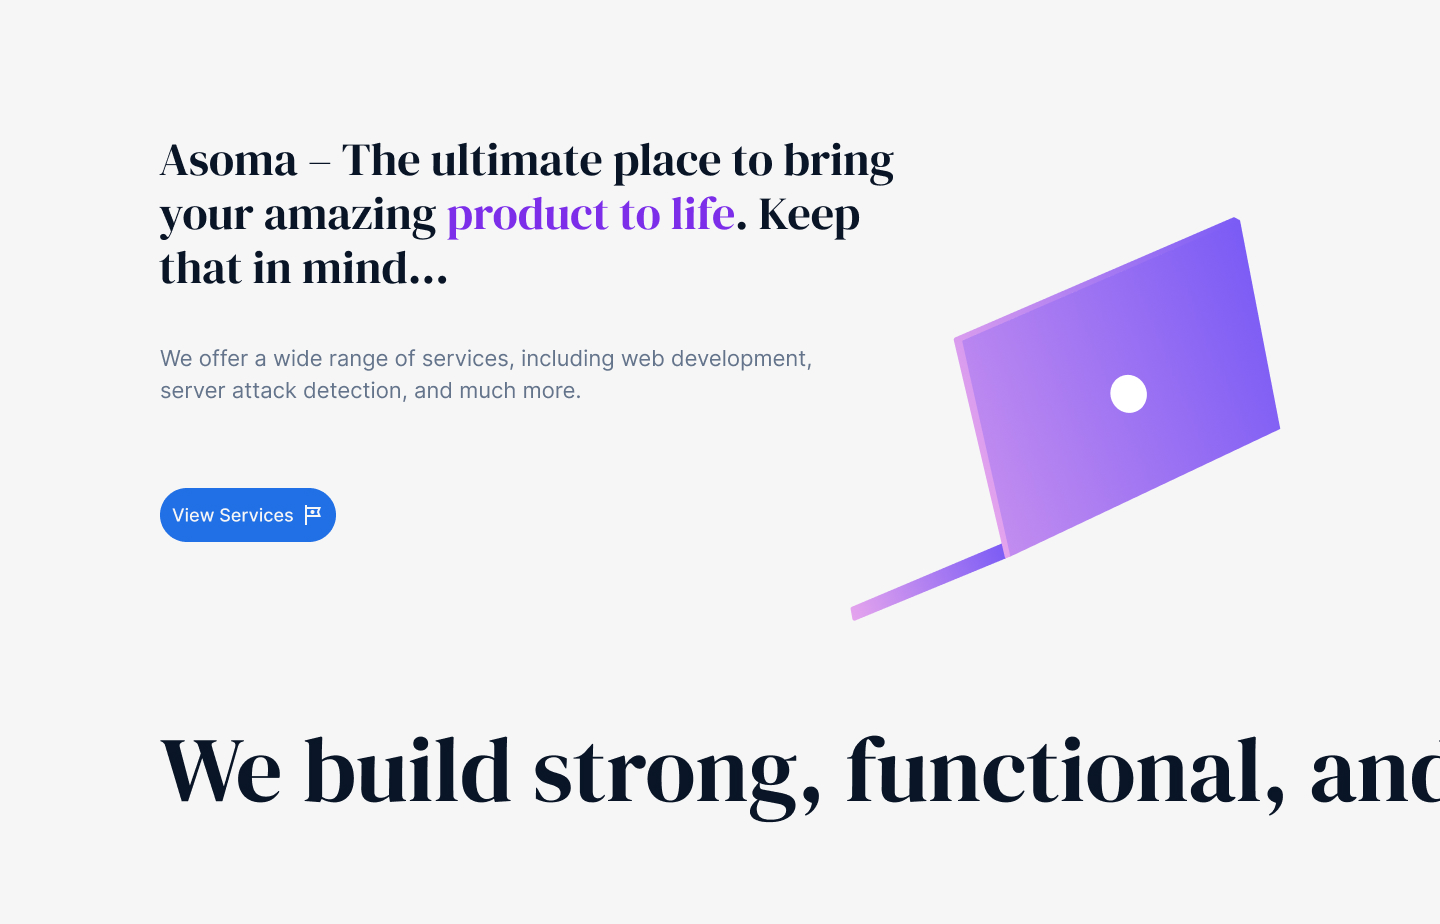 Asoma – The ultimate place to bring
your amazing product to life. Keep
that in mind...
We offer a wide range of services, including web development,
server attack detection, and much more.
View Services
We build strong, functional, and